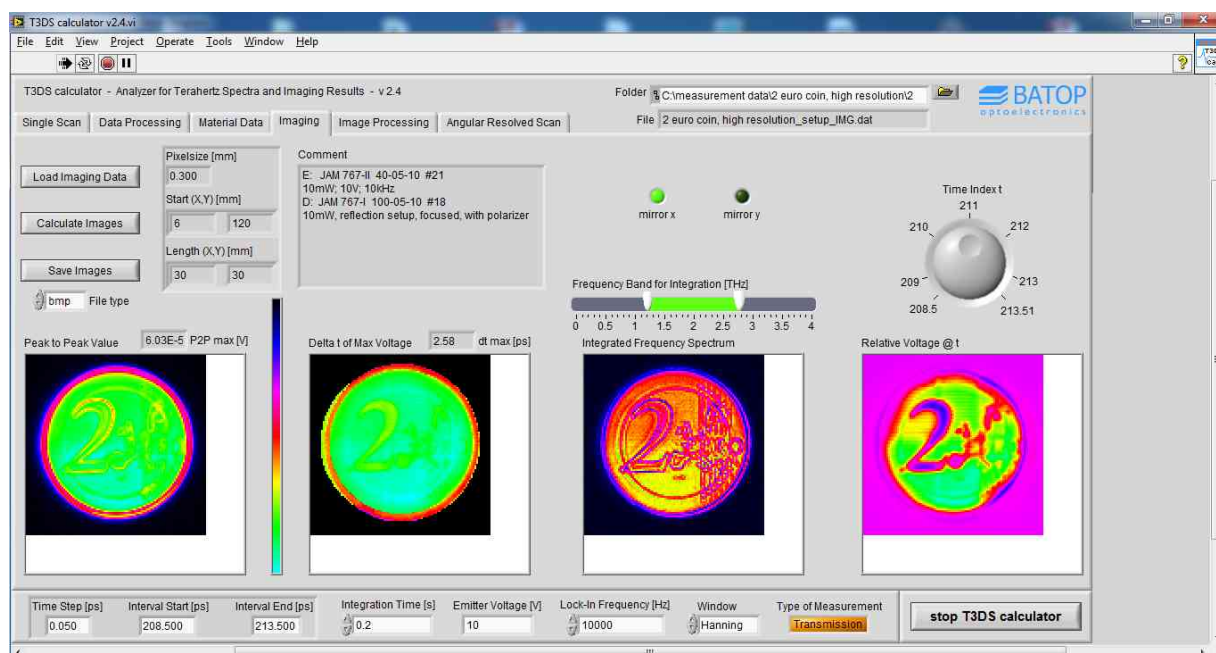 T3DS calculator v2.4.vi
File Edit View Project Operate Tools Window Help
T3DS calculator - Analyzer for Terahertz Spectra and Imaging Results - v 2.4
Folder C:\measurement data\2 euro coin, high resolution\2
BATOP
optoelectronics
File 2 euro coin, high resolution_setup_IMG.dat
Single Scan Data Processing Material Data Imaging Image Processing Angular Resolved Scan
Load Imaging Data
Calculate Images
Save Images
bmp File type
Pixelsize [mm]
0.300
Start (X,Y) [mm]
6 120
Length (X,Y) [mm]
30 30
Comment
E: JAM 767-II 40-05-10 #21
10mW; 10V; 10kHz
D: JAM 767-I 100-05-10 #18
10mW, reflection setup, focused, with polarizer
mirror x mirror y
Time Index t
211
210 212
209 213
208.5 213.51
Frequency Band for Integration [THz]
0 0.5 1 1.5 2 2.5 3 3.5 4
Peak to Peak Value 6.03E-5 P2P max [V]
Delta t of Max Voltage 2.58 dt max [ps]
Integrated Frequency Spectrum
Relative Voltage @ t
Time Step [ps] Interval Start [ps] Interval End [ps] Integration Time [s] Emitter Voltage [V] Lock-In Frequency [Hz] Window Type of Measurement
0.050 208.500 213.500 0.2 10 10000 Hanning Transmission
stop T3DS calculator